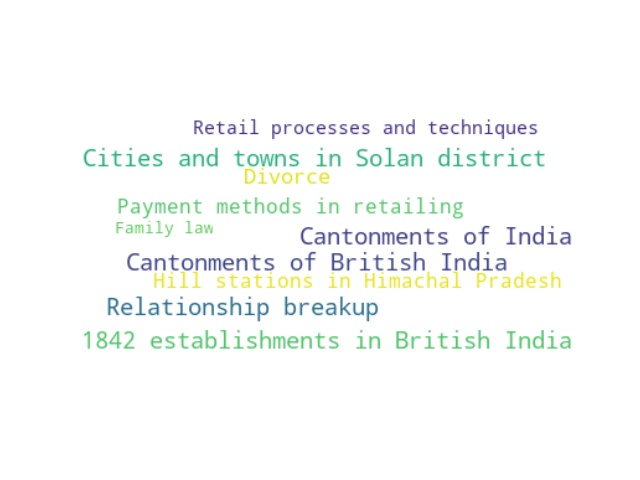 Retail processes and techniques
Cities and towns in Solan district
Divorce
Payment methods in retailing
Family law
Cantonments of India
Cantonments of British India
Hill stations in Himachal Pradesh
Relationship breakup
1842 establishments in British India